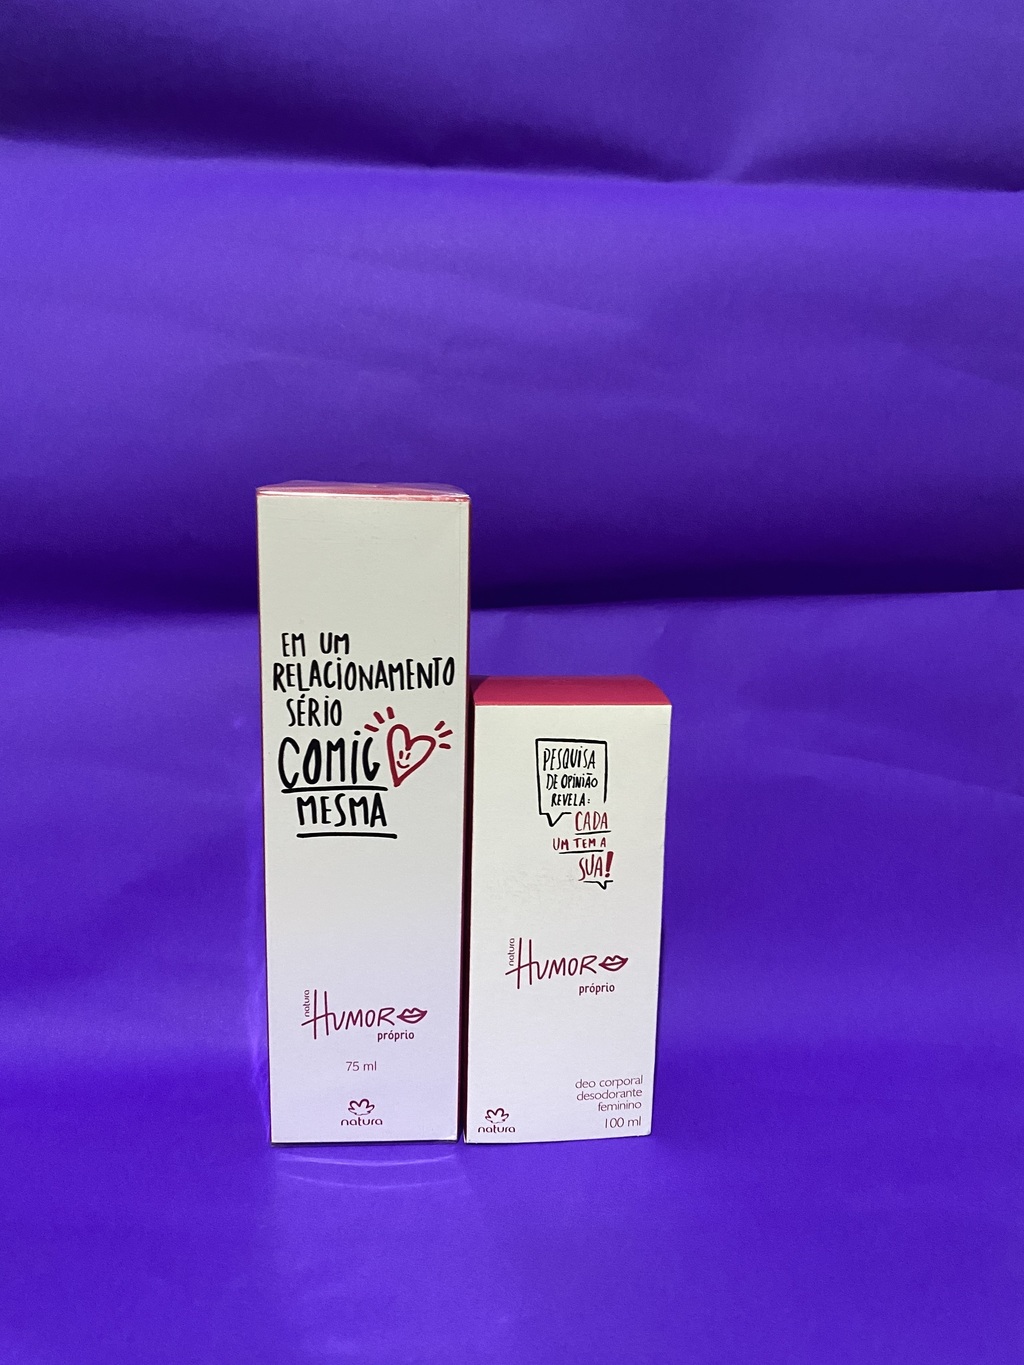 EM UM
RELACIONAMENTO
SÉRIO
COMIG
MESMA
natura
HUMOR
próprio
75 ml
natura
PESQUISA
DE OPINIÃO
REVELA:
CADA
UM TEM A
SUA!
natura
HUMOR
próprio
deo corporal
desodorante
feminino
100 ml
natura